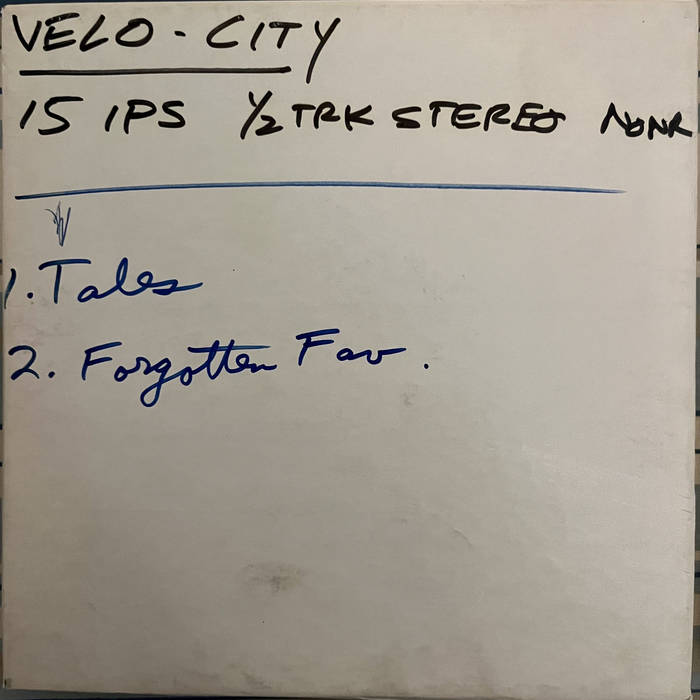 VELO-CITY
15 IPS 1/2 TRK STEREO NONR
1. Tales
2. Forgotten Fav.